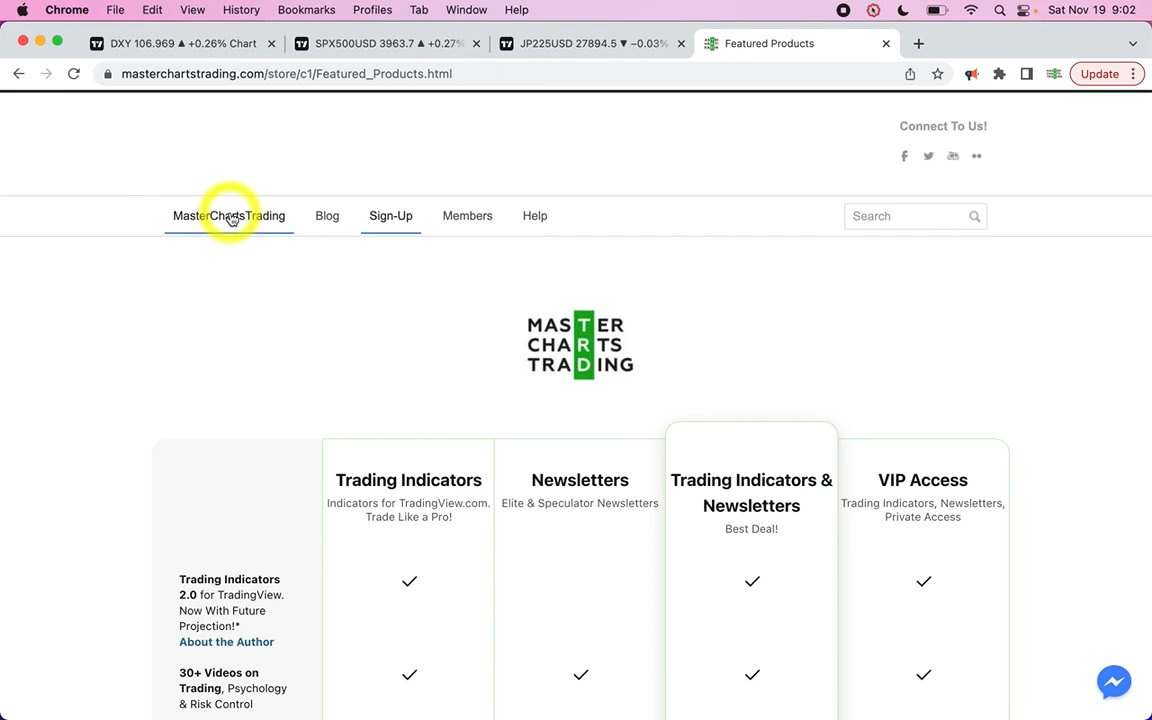 Chrome File Edit View History Bookmarks Profiles Tab Window Help Sat Nov 19 9:02
DXY 106.969 ▲ +0.26% Chart SPX500USD 3963.7 ▲ +0.27% JP225USD 27894.5 ▼ −0.03% Featured Products
masterchartstrading.com/store/c1/Featured_Products.html Update
Connect To Us!
MasterChartsTrading Blog Sign-Up Members Help Search
MASTER
CHARTS
TRADING
Trading Indicators Newsletters Trading Indicators & VIP Access
Indicators for TradingView.com. Elite & Speculator Newsletters Newsletters Trading Indicators, Newsletters,
Trade Like a Pro! Best Deal! Private Access
Trading Indicators
2.0 for TradingView.
Now With Future
Projection!*
About the Author
30+ Videos on
Trading, Psychology
& Risk Control